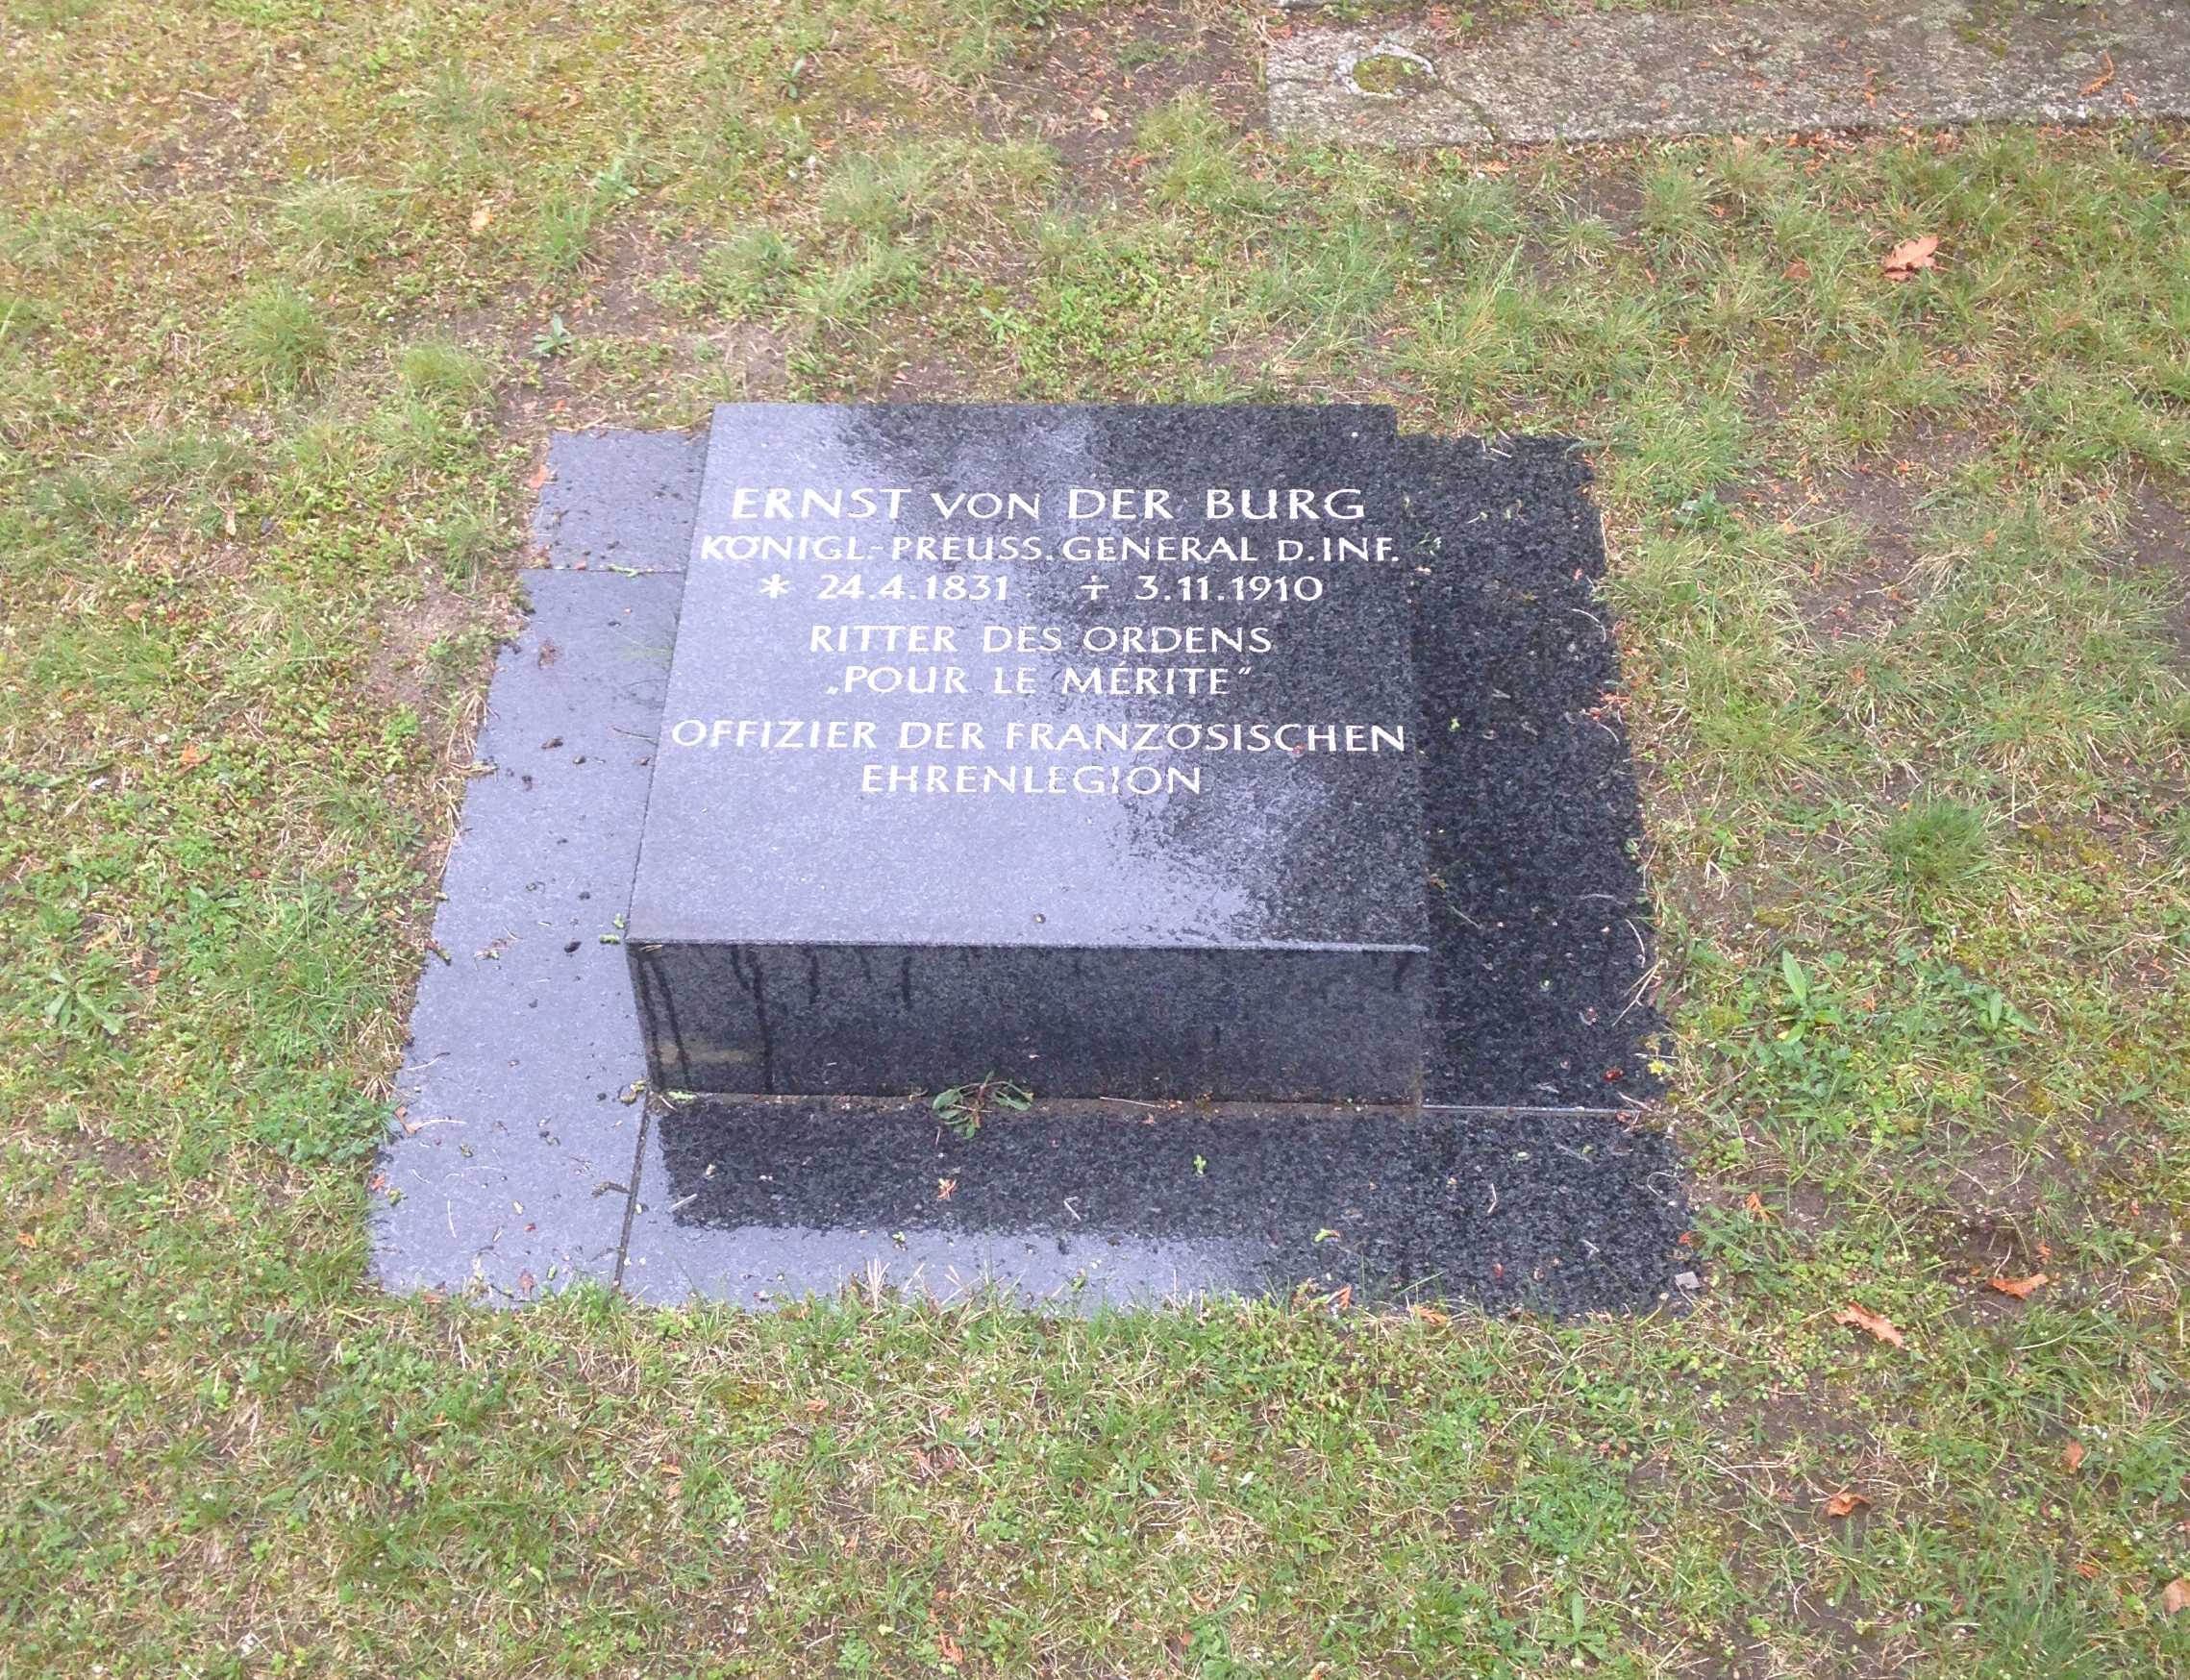 ERNST VON DER BURG
KÖNIGL.-PREUSS. GENERAL D. INF.
* 24.4.1831 † 3.11.1910
RITTER DES ORDENS
„POUR LE MÉRITE“
OFFIZIER DER FRANZÖSISCHEN
EHRENLEGION